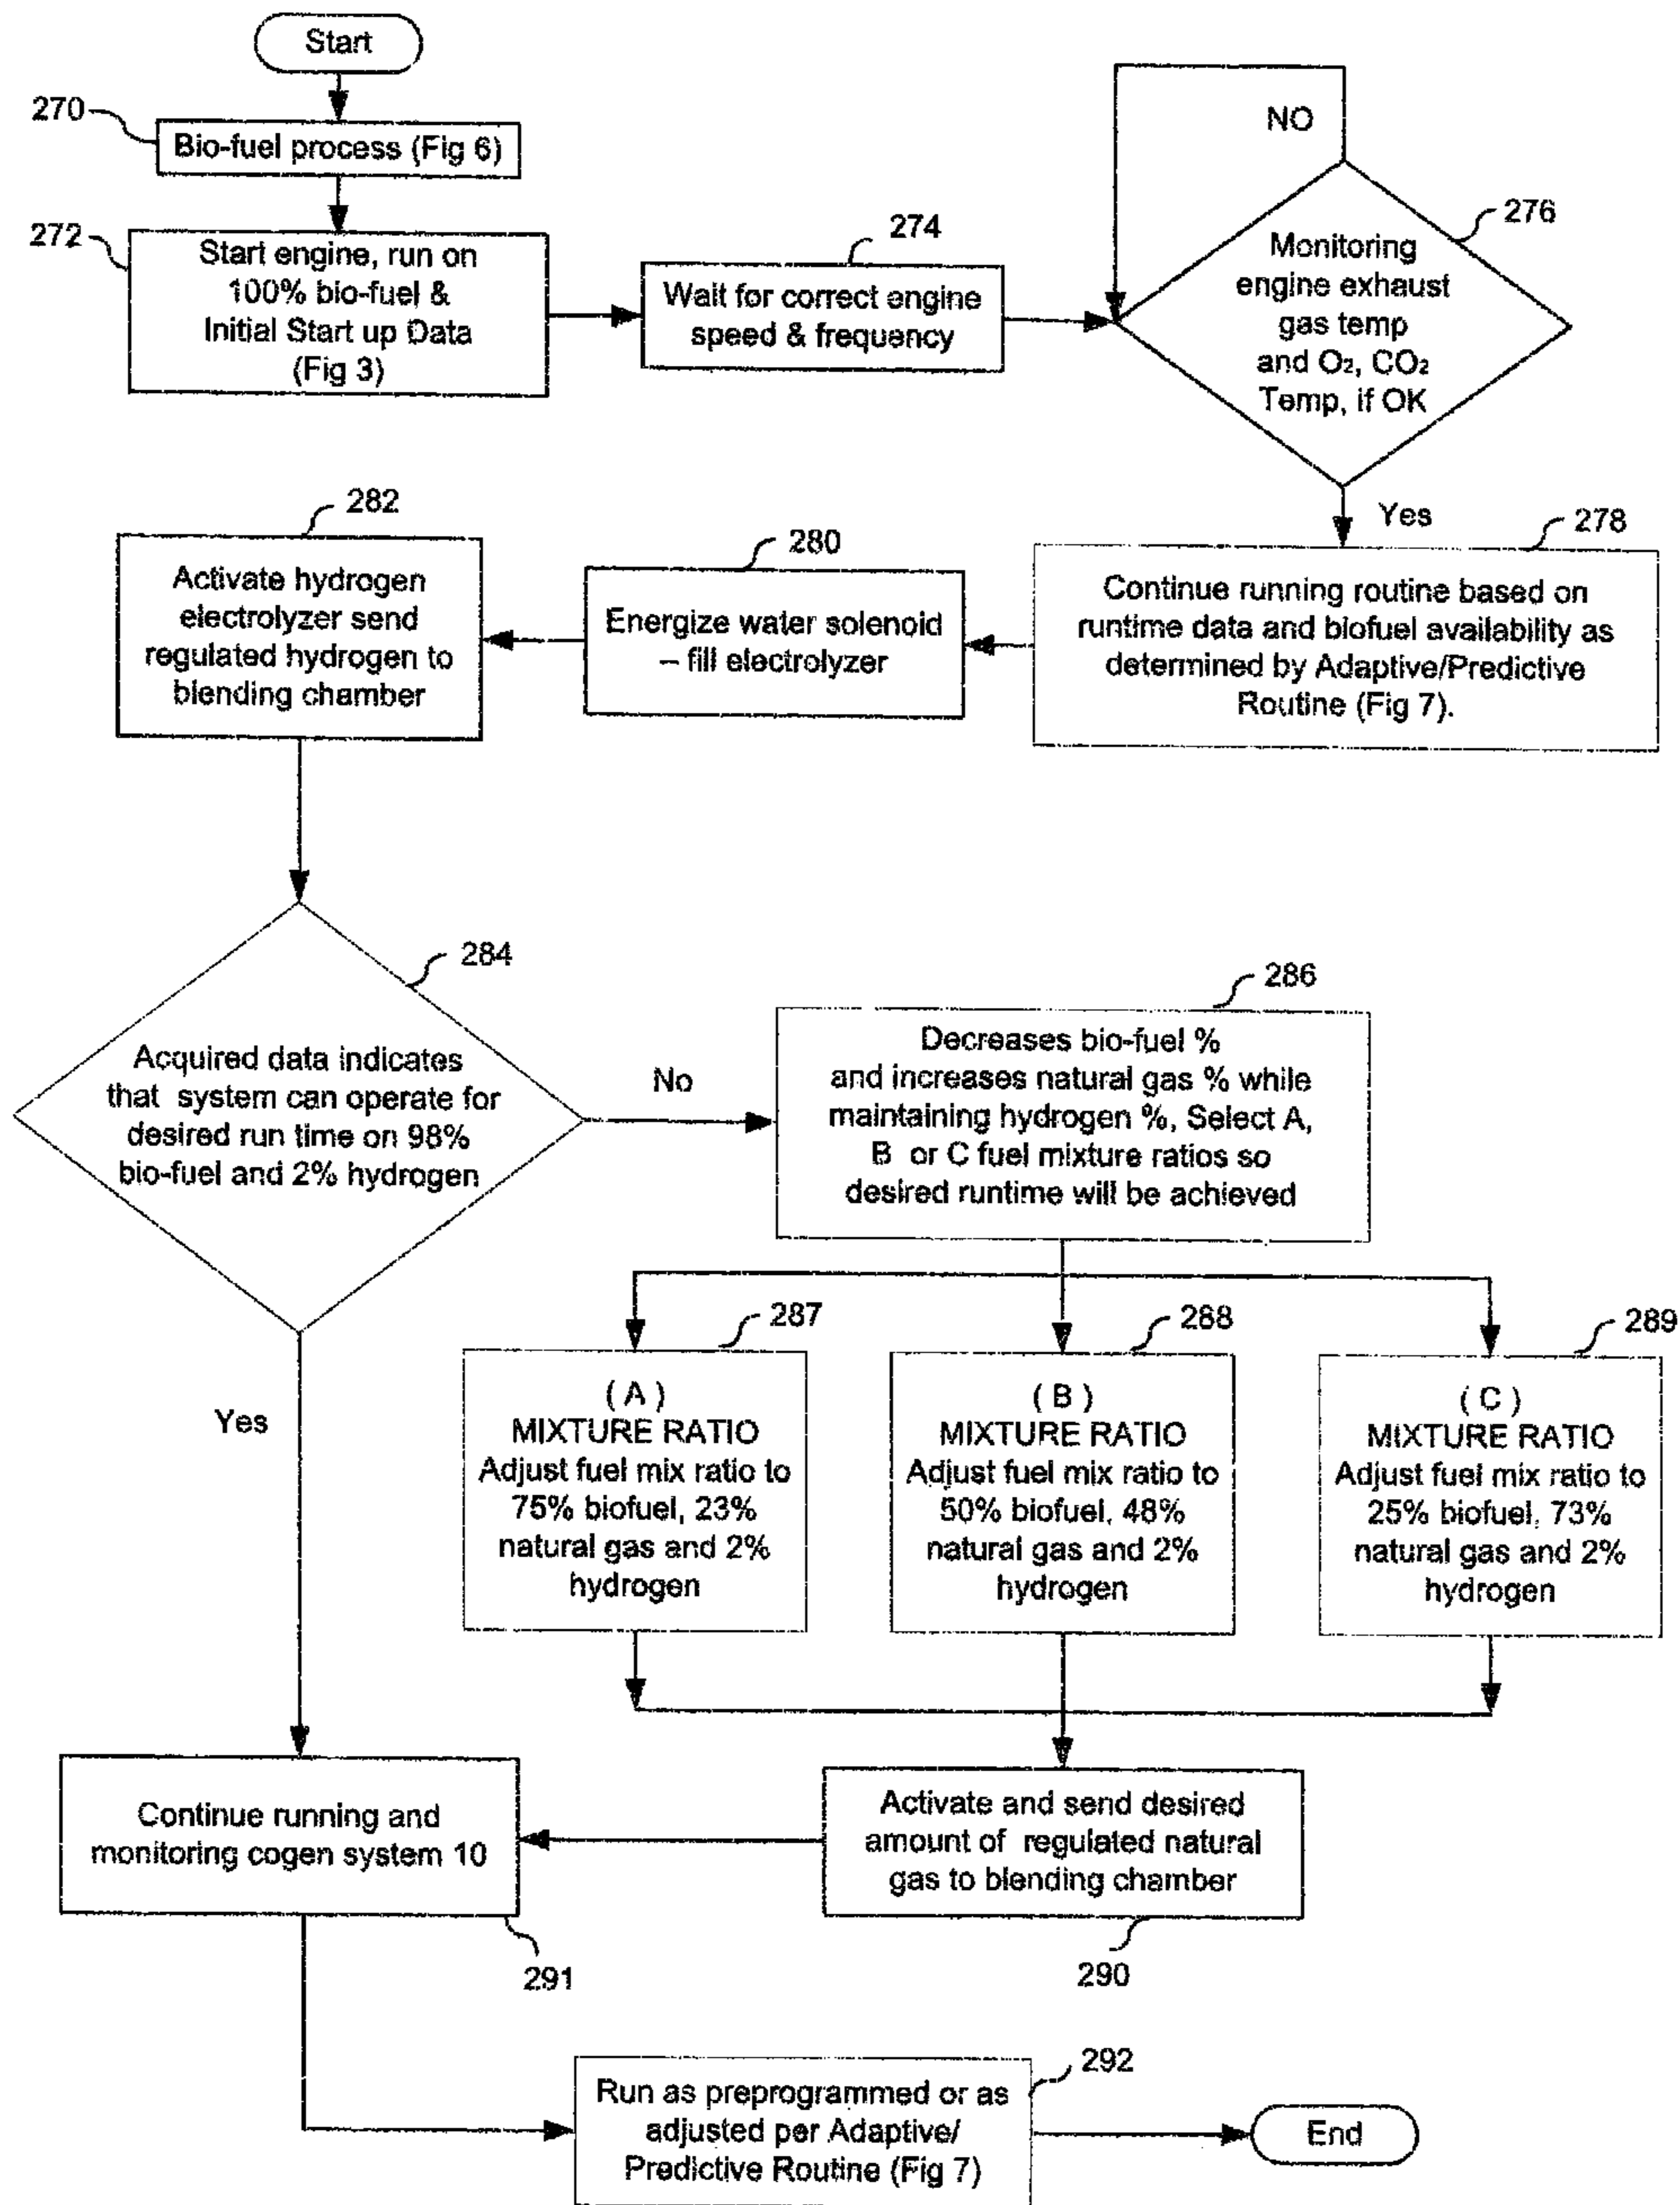 Start
270
Bio-fuel process (Fig 6)
272
Start engine, run on
100% bio-fuel &
Initial Start up Data
(Fig 3)
274
Wait for correct engine
speed & frequency
NO
276
Monitoring
engine exhaust
gas temp
and O₂, CO₂
Temp, if OK
Yes
278
Continue running routine based on
runtime data and biofuel availability as
determined by Adaptive/Predictive
Routine (Fig 7).
280
Energize water solenoid
– fill electrolyzer
282
Activate hydrogen
electrolyzer send
regulated hydrogen to
blending chamber
284
Acquired data indicates
that system can operate for
desired run time on 98%
bio-fuel and 2% hydrogen
No
286
Decreases bio-fuel %
and increases natural gas % while
maintaining hydrogen %, Select A,
B or C fuel mixture ratios so
desired runtime will be achieved
287
( A )
MIXTURE RATIO
Adjust fuel mix ratio to
75% biofuel, 23%
natural gas and 2%
hydrogen
288
( B )
MIXTURE RATIO
Adjust fuel mix ratio to
50% biofuel, 48%
natural gas and 2%
hydrogen
289
( C )
MIXTURE RATIO
Adjust fuel mix ratio to
25% biofuel, 73%
natural gas and 2%
hydrogen
Yes
Continue running and
monitoring cogen system 10
291
Activate and send desired
amount of regulated natural
gas to blending chamber
290
292
Run as preprogrammed or as
adjusted per Adaptive/
Predictive Routine (Fig 7)
End